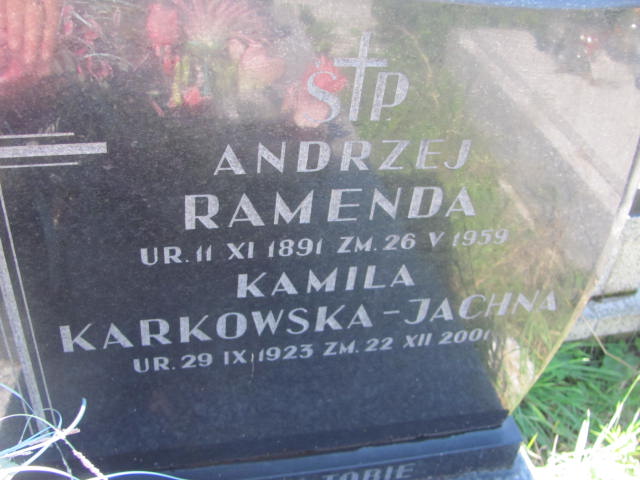 S P
ANDRZEJ
RAMENDA
UR. 11 XI 1891 ZM. 26 V 1959
KAMILA
KARKOWSKA-JACHNA
UR. 29 IX 1923 ZM. 22 XII 2001
TOBIE